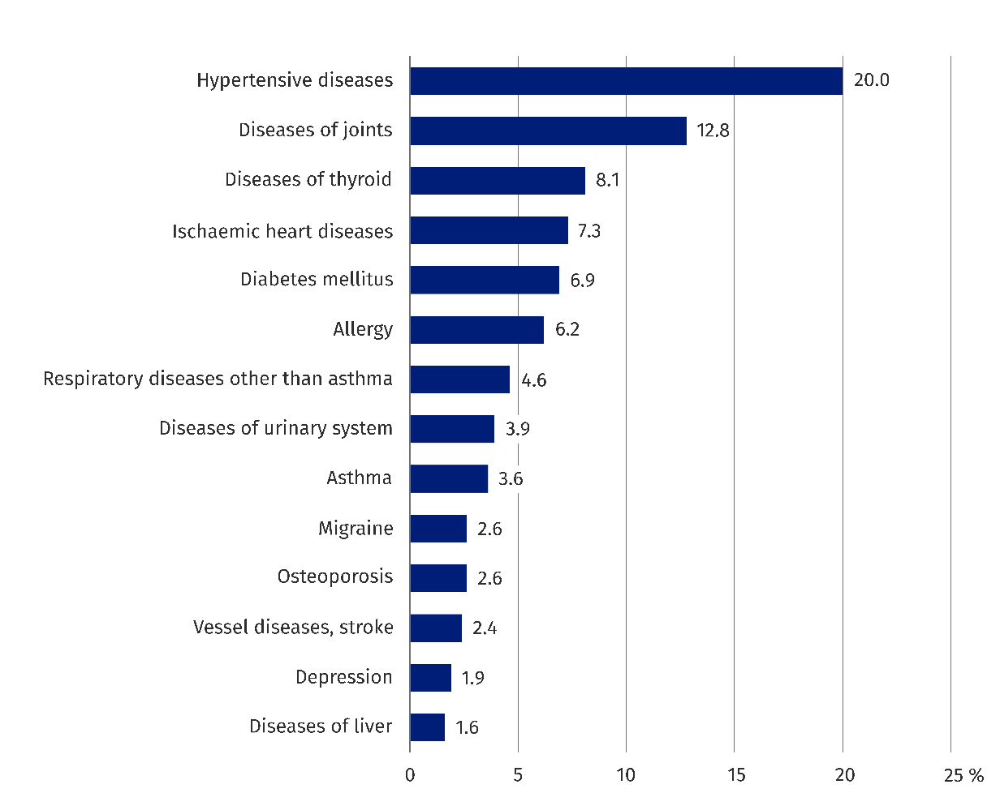 Hypertensive diseases 20.0
Diseases of joints 12.8
Diseases of thyroid 8.1
Ischaemic heart diseases 7.3
Diabetes mellitus 6.9
Allergy 6.2
Respiratory diseases other than asthma 4.6
Diseases of urinary system 3.9
Asthma 3.6
Migraine 2.6
Osteoporosis 2.6
Vessel diseases, stroke 2.4
Depression 1.9
Diseases of liver 1.6
0 5 10 15 20 25 %